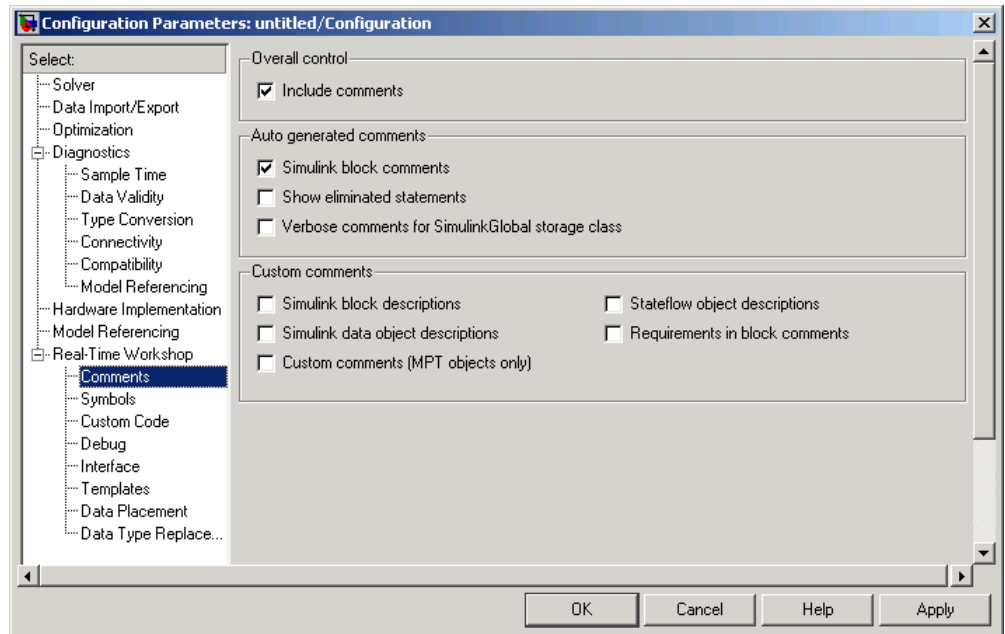 Configuration Parameters: untitled/Configuration
Select:
Solver
Data Import/Export
Optimization
Diagnostics
Sample Time
Data Validity
Type Conversion
Connectivity
Compatibility
Model Referencing
Hardware Implementation
Model Referencing
Real-Time Workshop
Comments
Symbols
Custom Code
Debug
Interface
Templates
Data Placement
Data Type Replace...
Overall control
Include comments
Auto generated comments
Simulink block comments
Show eliminated statements
Verbose comments for SimulinkGlobal storage class
Custom comments
Simulink block descriptions
Stateflow object descriptions
Simulink data object descriptions
Requirements in block comments
Custom comments (MPT objects only)
OK
Cancel
Help
Apply